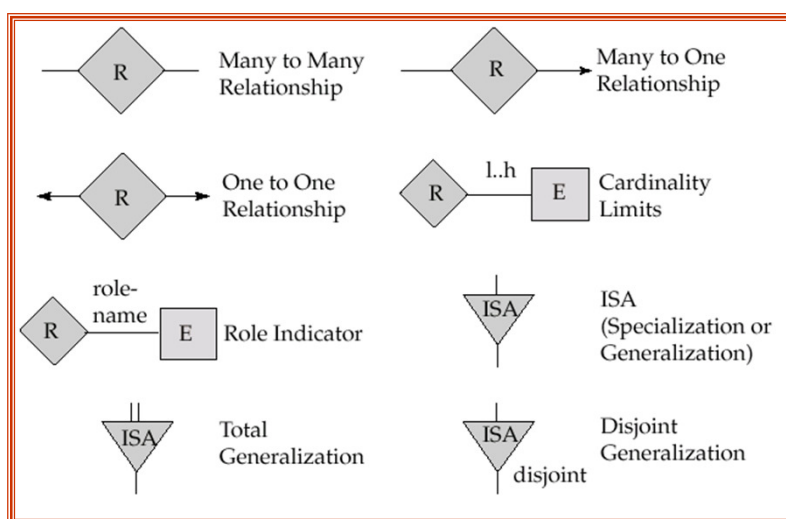 R
Many to Many
Relationship
R
Many to One
Relationship
R
One to One
Relationship
R
l..h
E
Cardinality
Limits
R
role-
name
E
Role Indicator
ISA
ISA
(Specialization or
Generalization)
ISA
Total
Generalization
ISA
disjoint
Disjoint
Generalization